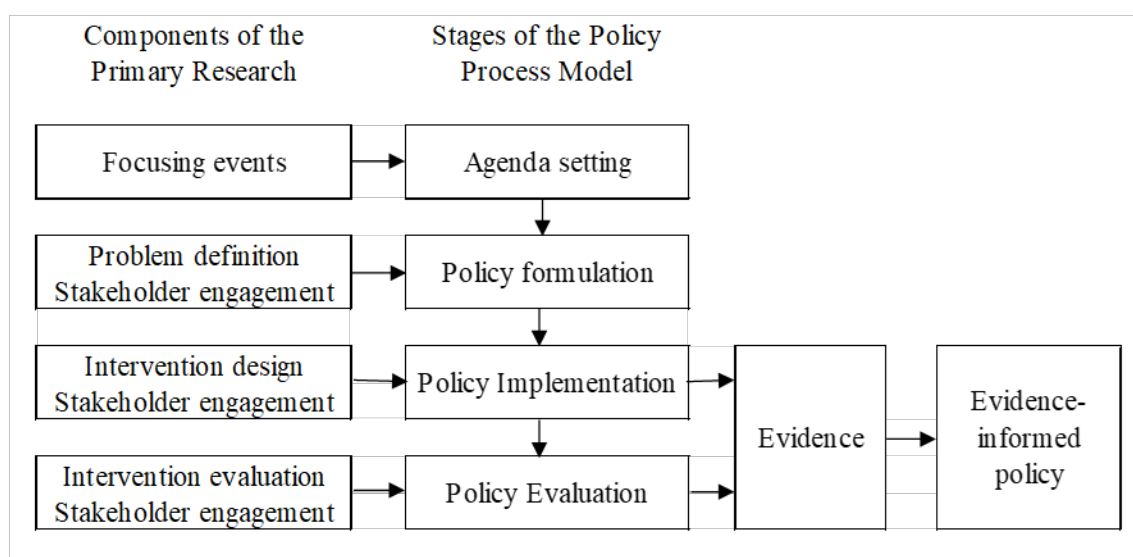 Components of the
Primary Research
Stages of the Policy
Process Model
Focusing events
Agenda setting
Problem definition
Stakeholder engagement
Policy formulation
Intervention design
Stakeholder engagement
Policy Implementation
Intervention evaluation
Stakeholder engagement
Policy Evaluation
Evidence
Evidence-
informed
policy